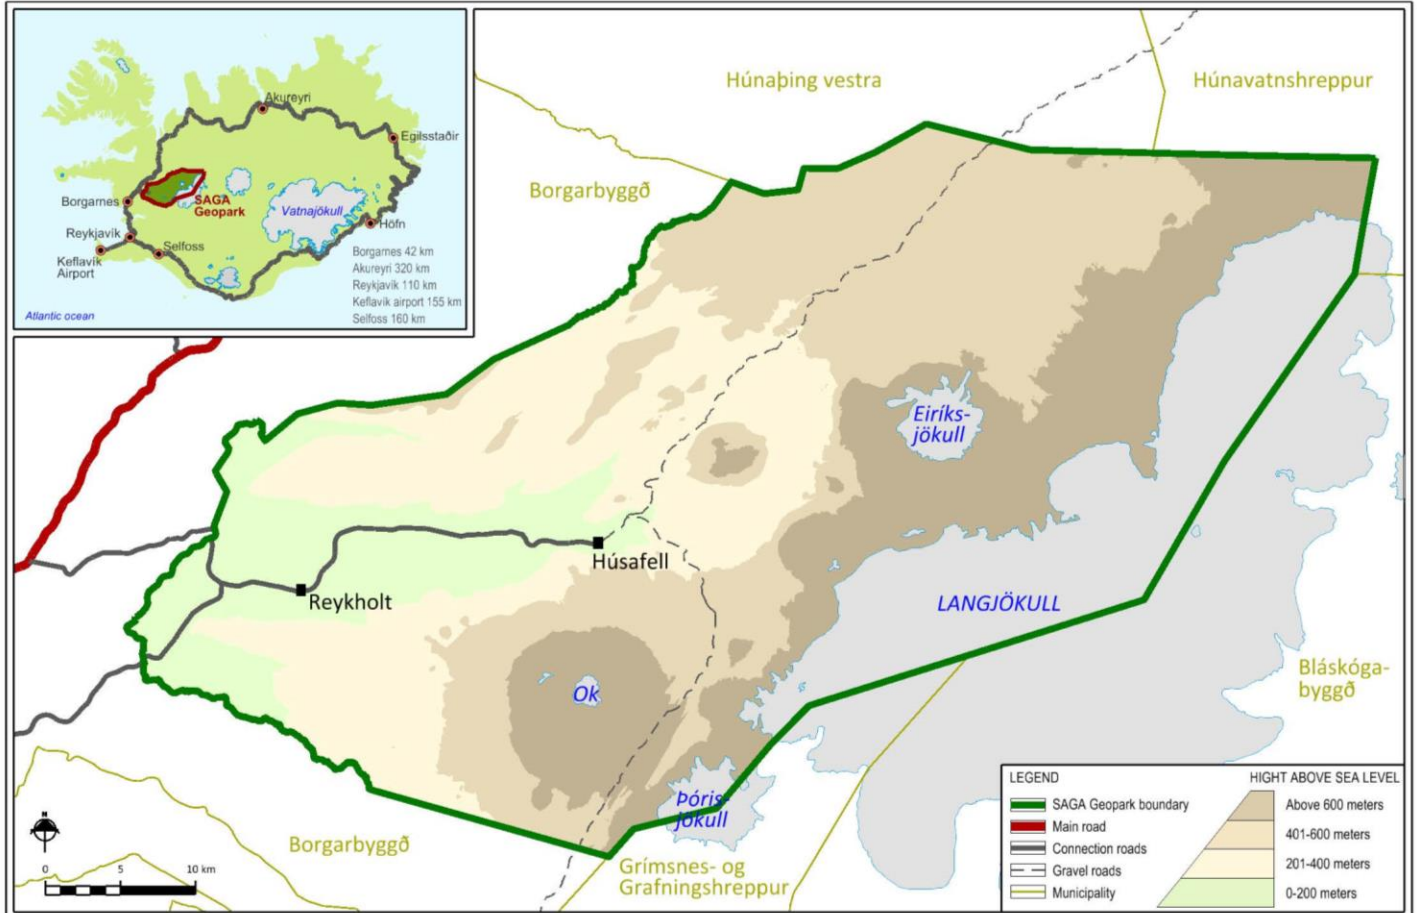 Akureyri
Egilsstaðir
Borgarnes
SAGA
Geopark
Vatnajökull
Reykjavík
Höfn
Selfoss
Keflavík
Airport
Borgarnes 42 km
Akureyri 320 km
Reykjavík 110 km
Keflavík airport 155 km
Selfoss 160 km
Atlantic ocean
Húnaþing vestra
Húnavatnshreppur
Borgarbyggð
Eiríks-
jökull
Húsafell
Reykholt
LANGJÖKULL
Ok
Bláskóga-
byggð
Þóris-
jökull
Borgarbyggð
Grímsnes- og
Grafningshreppur
N
0 5 10 km
LEGEND
SAGA Geopark boundary
Main road
Connection roads
Gravel roads
Municipality
HIGHT ABOVE SEA LEVEL
Above 600 meters
401-600 meters
201-400 meters
0-200 meters